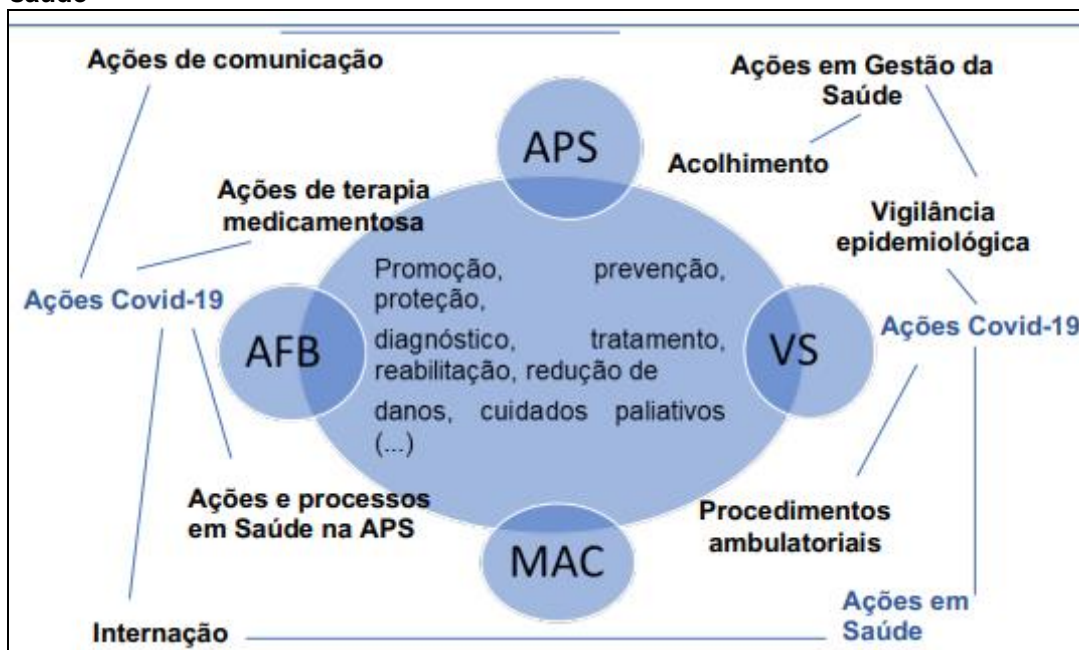 saúde
Ações de comunicação
Ações em Gestão da
Saúde
APS
Acolhimento
Ações de terapia
medicamentosa
Vigilância
epidemiológica
Promoção, prevenção,
proteção,
diagnóstico, tratamento,
reabilitação, redução de
danos, cuidados paliativos
(...)
Ações Covid-19
AFB
VS
Ações Covid-19
Ações e processos
em Saúde na APS
Procedimentos
ambulatoriais
MAC
Ações em
Saúde
Internação